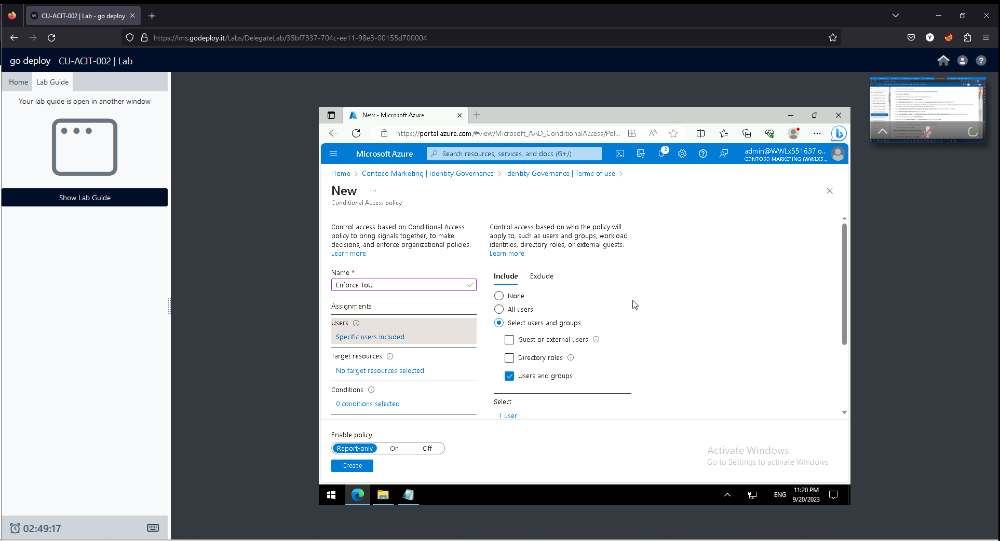 CU-ACIT-002 | Lab - go deploy
https://lms.godeploy.it/Labs/DelegateLab/35bf7337-704c-ee11-98e3-00155d700004
go deploy CU-ACIT-002 | Lab
Home Lab Guide
Your lab guide is open in another window
Show Lab Guide
02:49:17
New - Microsoft Azure
https://portal.azure.com/#view/Microsoft_AAD_ConditionalAccess/Pol...
Microsoft Azure
Search resources, services, and docs (G+/)
2
admin@WWLx551637.o...
CONTOSO MARKETING (WWLX5...
Home > Contoso Marketing | Identity Governance > Identity Governance | Terms of use >
New ...
Conditional Access policy
Control access based on Conditional Access
policy to bring signals together, to make
decisions, and enforce organizational policies.
Learn more
Name *
Enforce ToU
Assignments
Users
Specific users included
Target resources
No target resources selected
Conditions
0 conditions selected
Control access based on who the policy will
apply to, such as users and groups, workload
identities, directory roles, or external guests.
Learn more
Include Exclude
None
All users
Select users and groups
Guest or external users
Directory roles
Users and groups
Select
1 user
Enable policy
Report-only On Off
Create
Activate Windows
Go to Settings to activate Windows.
ENG
11:20 PM
9/20/2023